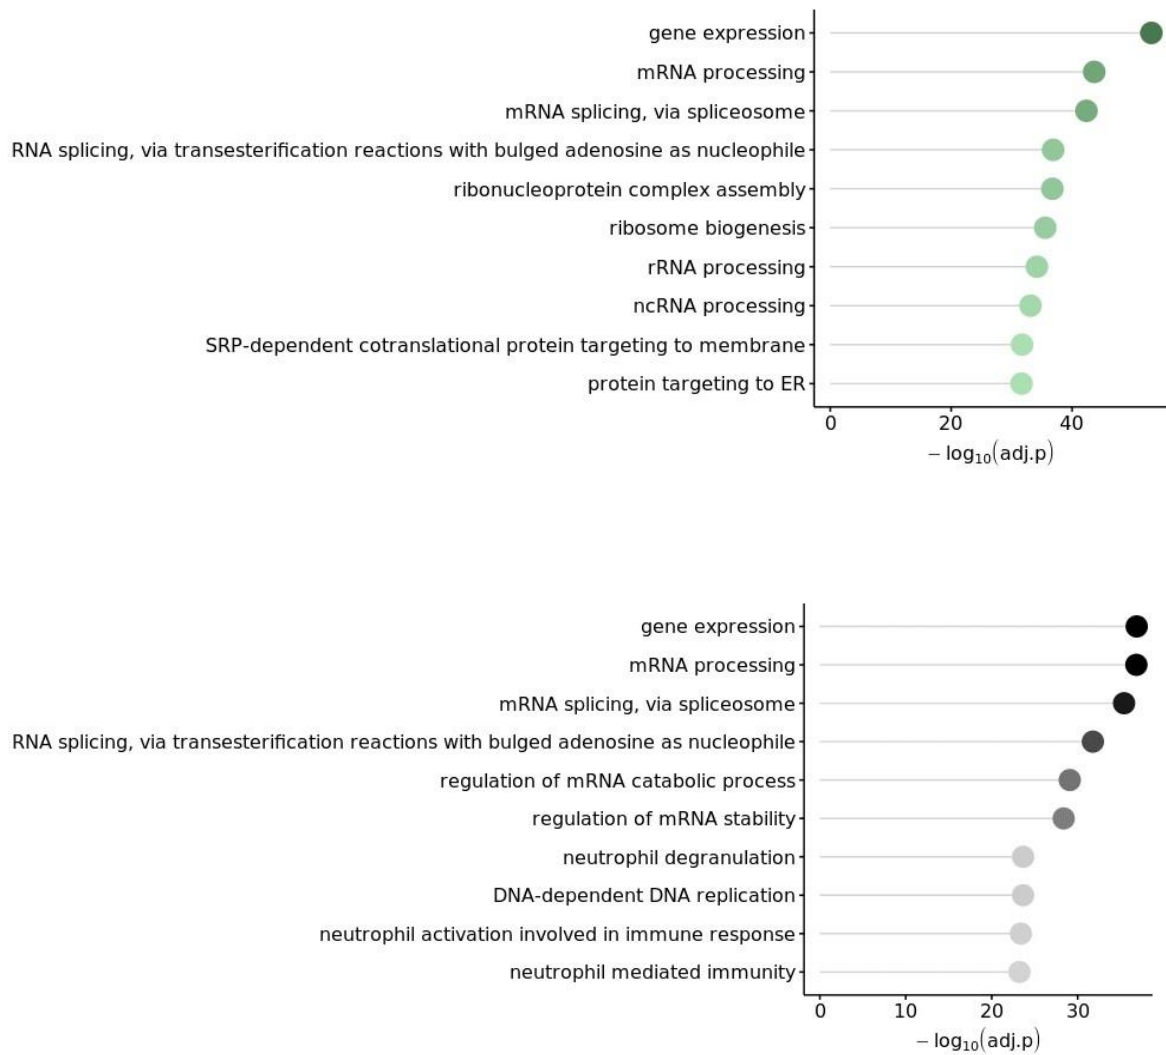 gene expression
mRNA processing
mRNA splicing, via spliceosome
RNA splicing, via transesterification reactions with bulged adenosine as nucleophile
ribonucleoprotein complex assembly
ribosome biogenesis
rRNA processing
ncRNA processing
SRP-dependent cotranslational protein targeting to membrane
protein targeting to ER
0 20 40
− log₁₀(adj.p)
gene expression
mRNA processing
mRNA splicing, via spliceosome
RNA splicing, via transesterification reactions with bulged adenosine as nucleophile
regulation of mRNA catabolic process
regulation of mRNA stability
neutrophil degranulation
DNA-dependent DNA replication
neutrophil activation involved in immune response
neutrophil mediated immunity
0 10 20 30
− log₁₀(adj.p)